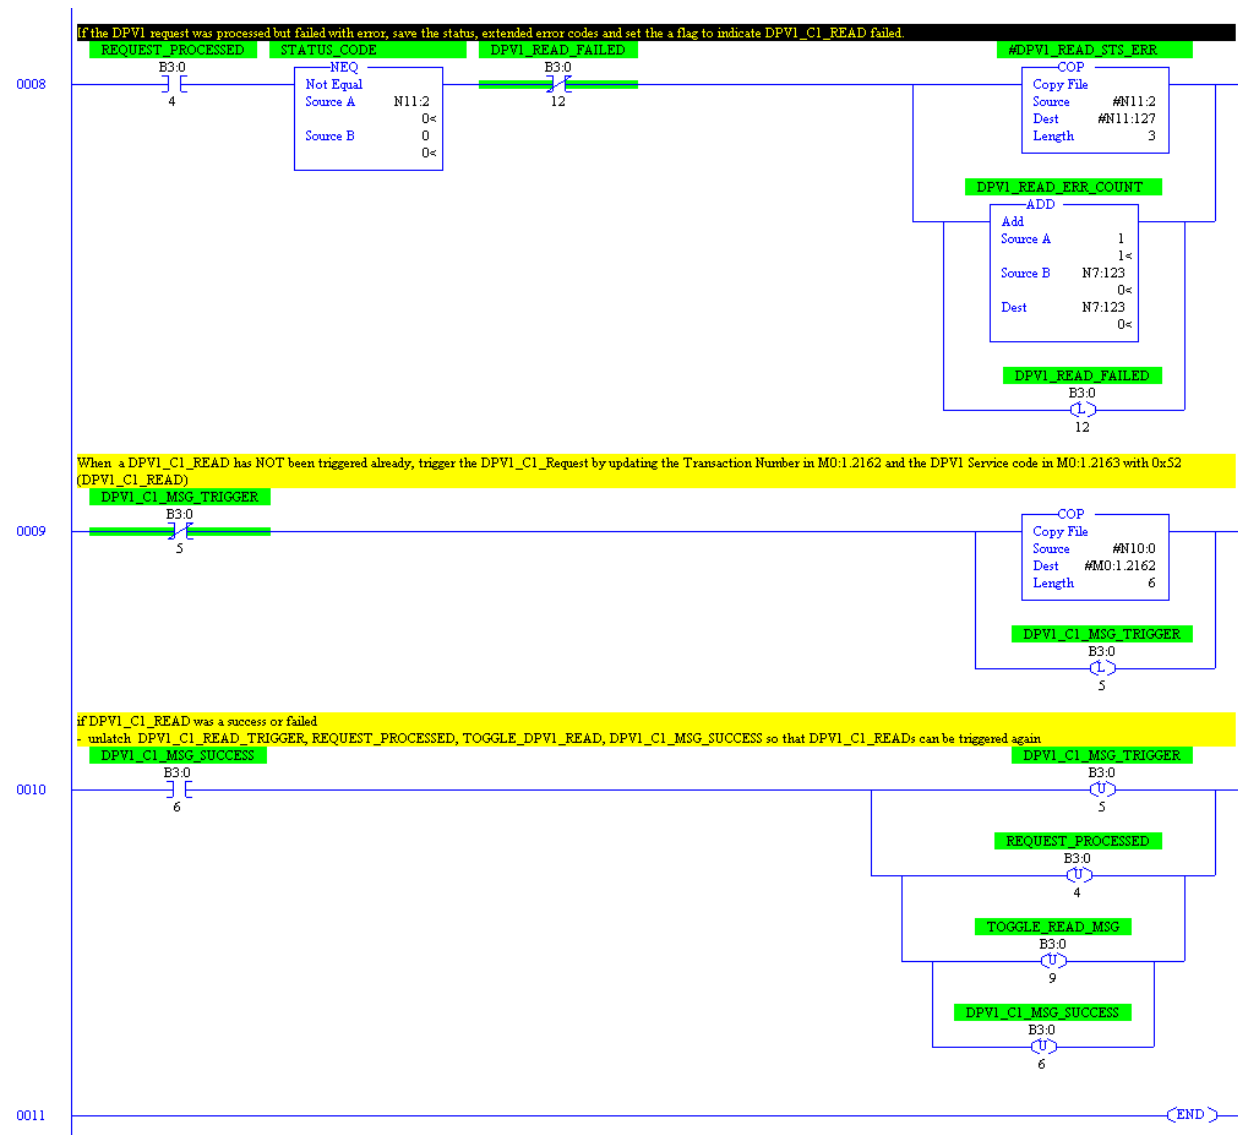 If the DPV1 request was processed but failed with error, save the status, extended error codes and set the a flag to indicate DPV1_C1_READ failed.
REQUEST_PROCESSED STATUS_CODE DPV1_READ_FAILED #DPV1_READ_STS_ERR
B3:0 NEQ B3:0 COP
0008 Not Equal Copy File
4 Source A N11:2 12 Source #N11:2
0< Dest #N11:127
Source B 0 Length 3
0<
DPV1_READ_ERR_COUNT
ADD
Add
Source A 1
1<
Source B N7:123
0<
Dest N7:123
0<
DPV1_READ_FAILED
B3:0
L
12
When a DPV1_C1_READ has NOT been triggered already, trigger the DPV1_C1_Request by updating the Transaction Number in M0:1.2162 and the DPV1 Service code in M0:1.2163 with 0x52
(DPV1_C1_READ)
DPV1_C1_MSG_TRIGGER
B3:0 COP
0009 Copy File
5 Source #N10:0
Dest #M0:1.2162
Length 6
DPV1_C1_MSG_TRIGGER
B3:0
L
5
if DPV1_C1_READ was a success or failed
- unlatch DPV1_C1_READ_TRIGGER, REQUEST_PROCESSED, TOGGLE_DPV1_READ, DPV1_C1_MSG_SUCCESS so that DPV1_C1_READs can be triggered again
DPV1_C1_MSG_SUCCESS DPV1_C1_MSG_TRIGGER
B3:0 B3:0
0010 U
6 5
REQUEST_PROCESSED
B3:0
U
4
TOGGLE_READ_MSG
B3:0
U
9
DPV1_C1_MSG_SUCCESS
B3:0
U
6
0011 END